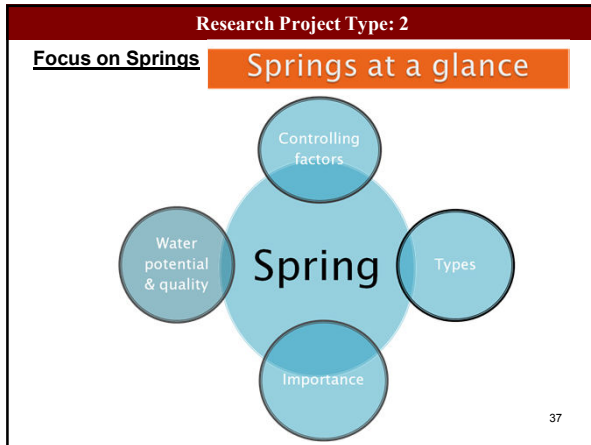 Research Project Type: 2
Focus on Springs
Springs at a glance
Controlling
factors
Water
potential
& quality
Spring
Types
Importance
37